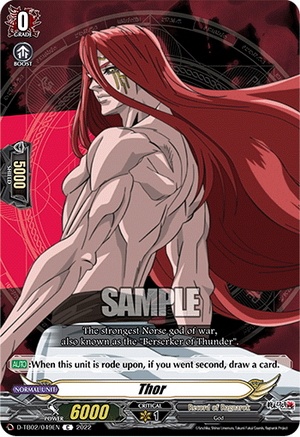 0
GRADE
BOOST
5000
SHIELD
SAMPLE
The strongest Norse god of war,
also known as the "Berserker of Thunder".
AUTO:When this unit is rode upon, if you went second, draw a card.
NORMAL UNIT
Thor
D-TB02/049EN C 2022
POWER 6000
CRITICAL 1
Record of Ragnarok
God